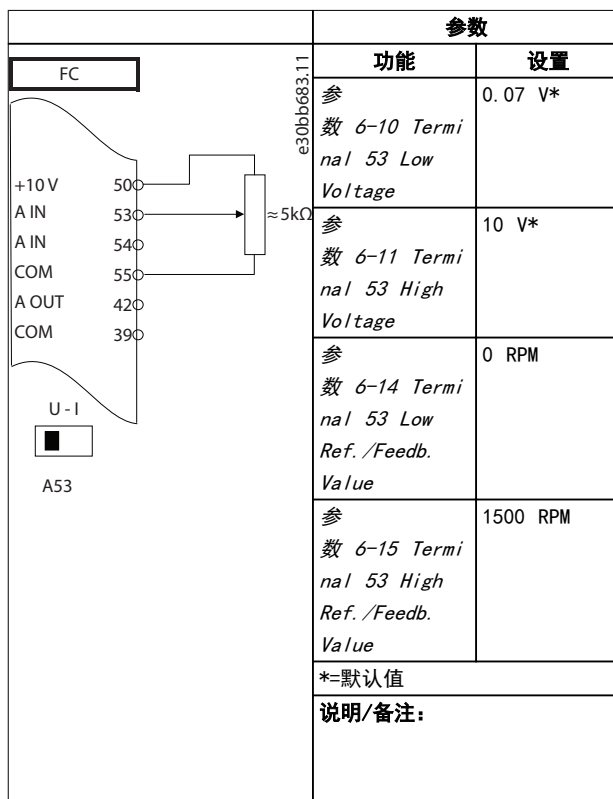 FC
e30bb683.11
+10 V 50
A IN 53
A IN 54
COM 55
A OUT 42
COM 39
≈5kΩ
U - I
A53
参数
功能 设置
参
数 6-10 Termi
nal 53 Low
Voltage
0.07 V*
参
数 6-11 Termi
nal 53 High
Voltage
10 V*
参
数 6-14 Termi
nal 53 Low
Ref./Feedb.
Value
0 RPM
参
数 6-15 Termi
nal 53 High
Ref./Feedb.
Value
1500 RPM
*=默认值
说明/备注：